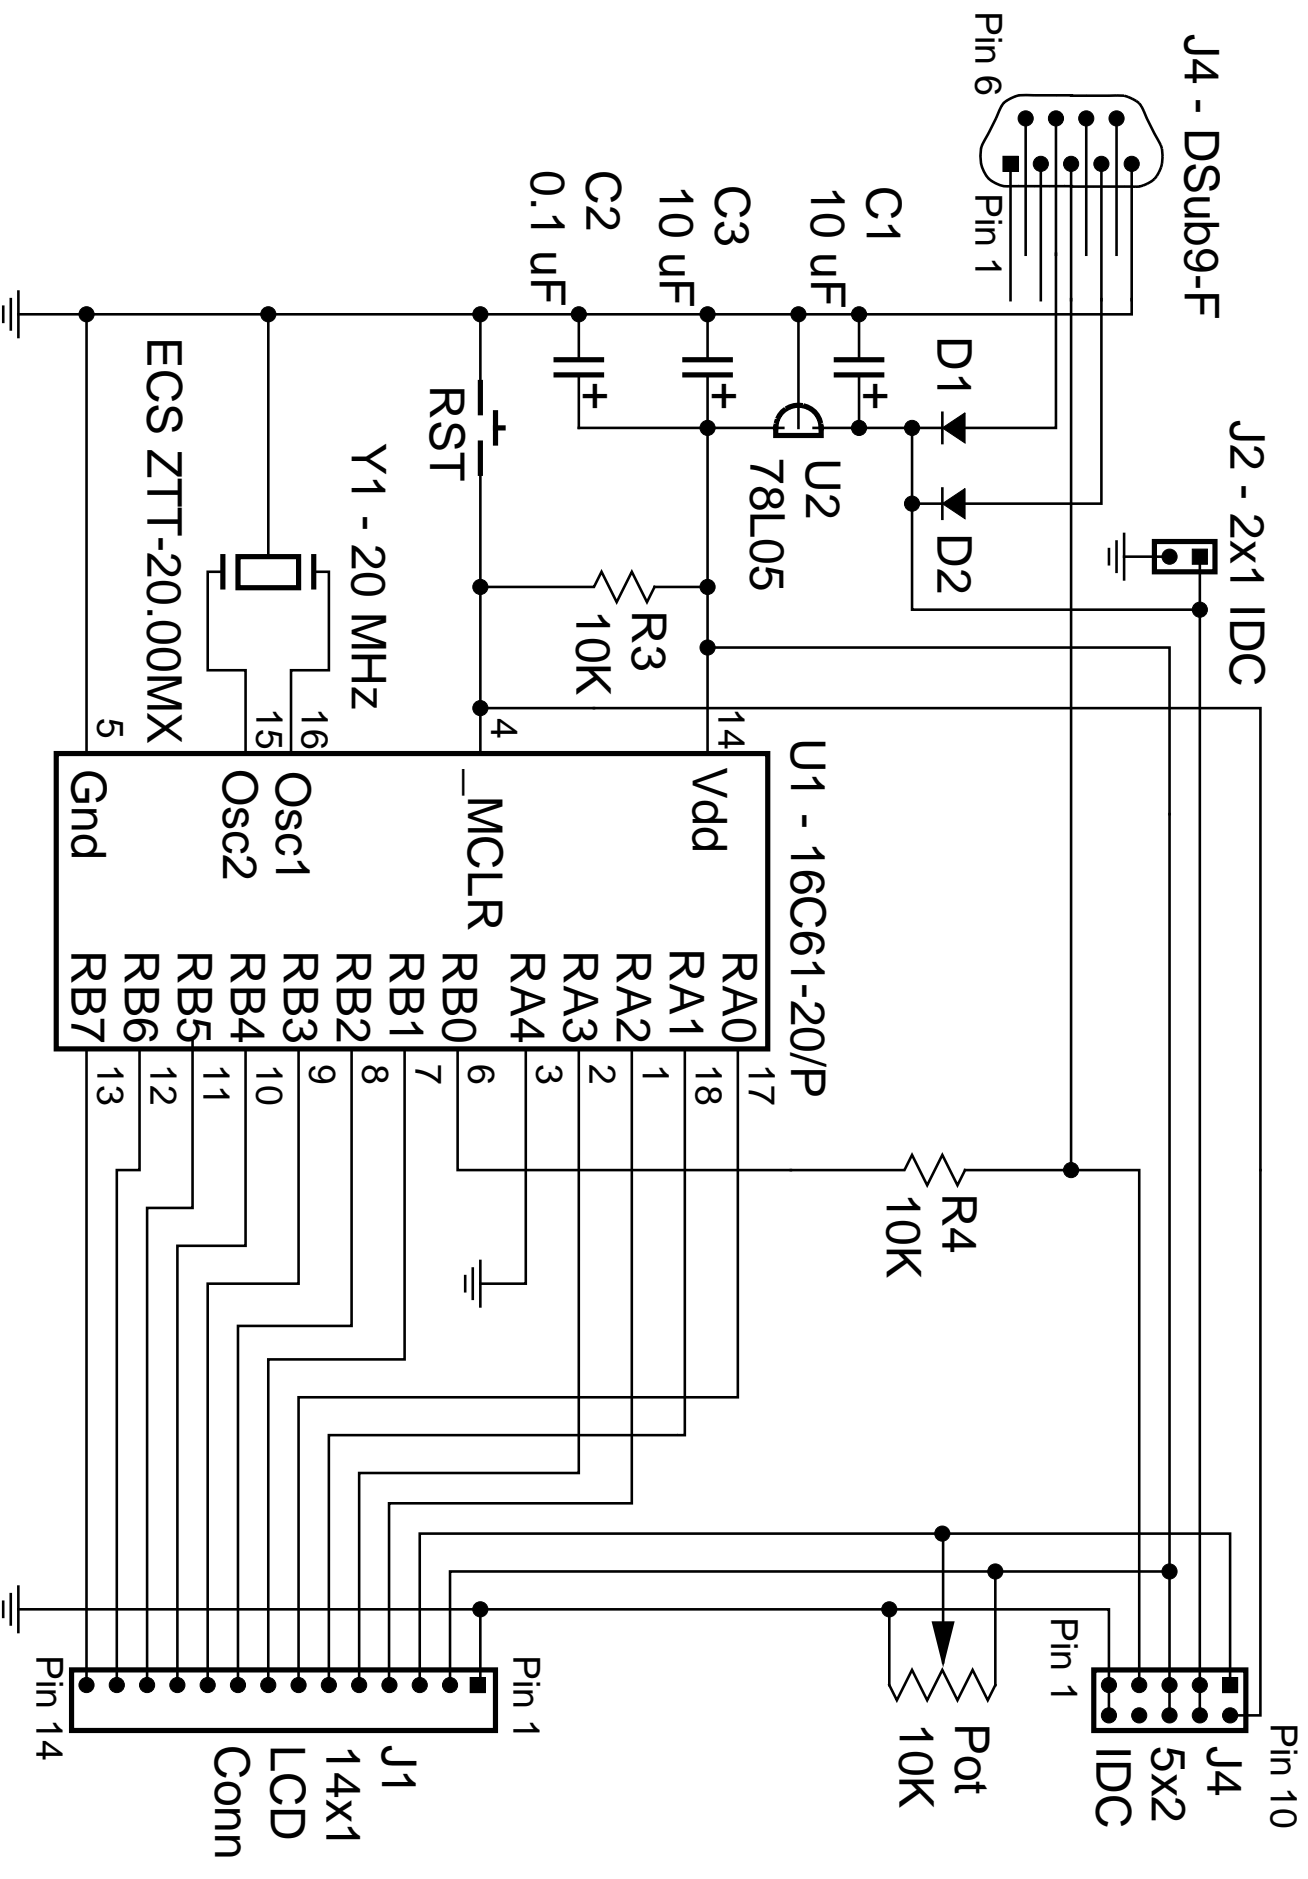 J4 - DSub9-F
Pin 6
Pin 1
J2 - 2x1 IDC
C1
10 uF
C3
10 uF
C2
0.1 uF
D1
D2
U2
78L05
RST
R3
10K
Y1 - 20 MHz
ECS ZTT-20.00MX
U1 - 16C61-20/P
14
4
16
15
5
Vdd
_MCLR
Osc1
Osc2
Gnd
RA0
RA1
RA2
RA3
RA4
RB0
RB1
RB2
RB3
RB4
RB5
RB6
RB7
17
18
1
2
3
6
7
8
9
10
11
12
13
R4
10K
Pin 1
Pin 10
J4
5x2
IDC
Pot
10K
Pin 1
Pin 14
J1
14x1
LCD
Conn